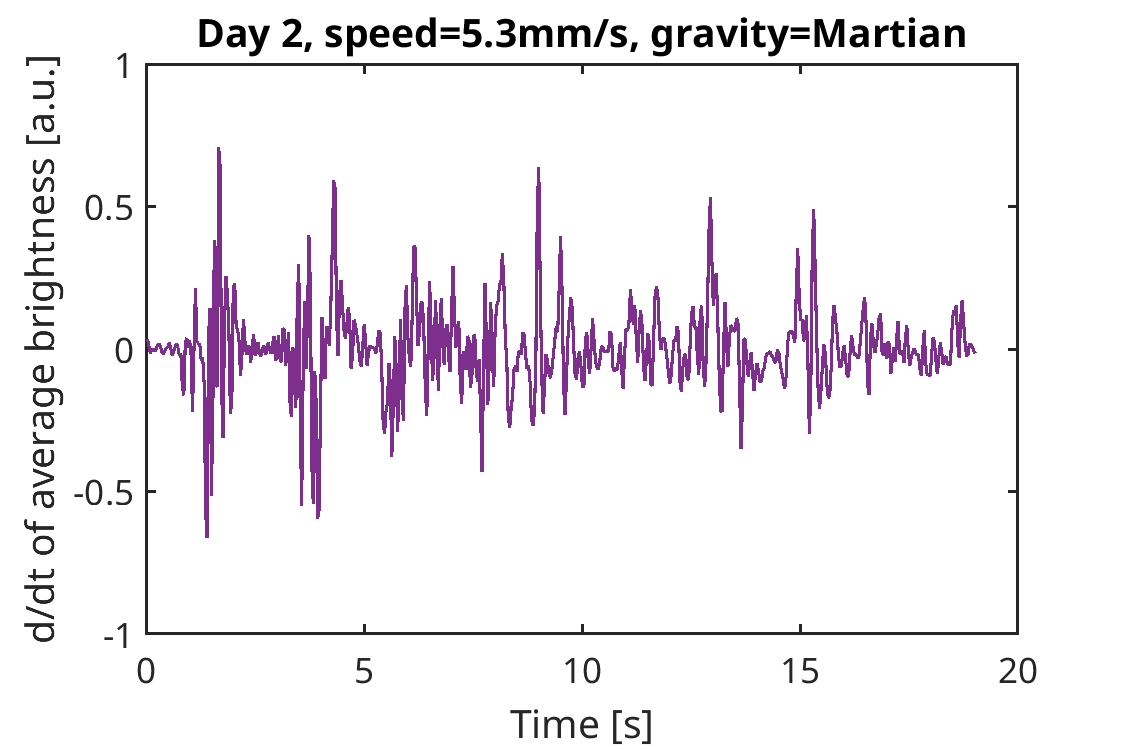 Day 2, speed=5.3mm/s, gravity=Martian
d/dt of average brightness [a.u.]
1
0.5
0
-0.5
-1
0 5 10 15 20
Time [s]